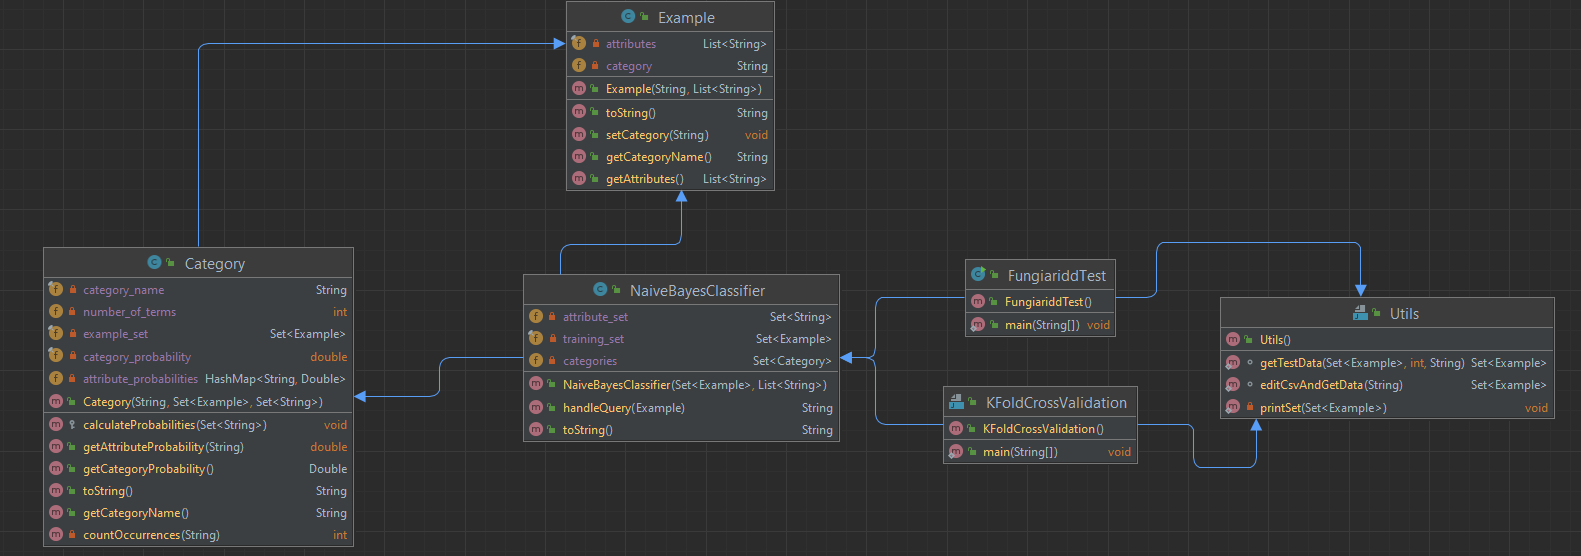 Example
attributes List<String>
category String
Example(String, List<String>)
toString() String
setCategory(String) void
getCategoryName() String
getAttributes() List<String>
Category
category_name String
number_of_terms int
example_set Set<Example>
category_probability double
attribute_probabilities HashMap<String, Double>
Category(String, Set<Example>, Set<String>)
calculateProbabilities(Set<String>) void
getAttributeProbability(String) double
getCategoryProbability() Double
toString() String
getCategoryName() String
countOccurrences(String) int
NaiveBayesClassifier
attribute_set Set<String>
training_set Set<Example>
categories Set<Category>
NaiveBayesClassifier(Set<Example>, List<String>)
handleQuery(Example) String
toString() String
FungiariddTest
FungiariddTest()
main(String[]) void
KFoldCrossValidation
KFoldCrossValidation()
main(String[]) void
Utils
Utils()
getTestData(Set<Example>, int, String) Set<Example>
editCsvAndGetData(String) Set<Example>
printSet(Set<Example>) void